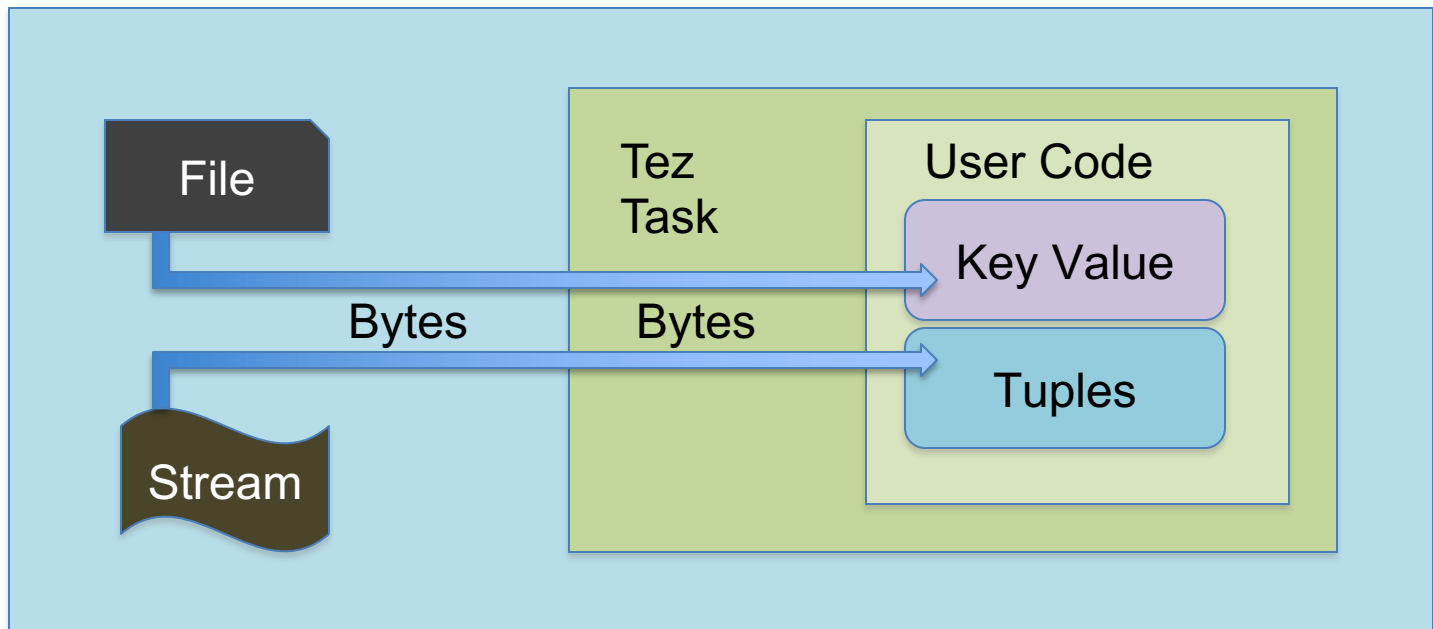 File
Tez
Task
User Code
Key Value
Bytes
Bytes
Tuples
Stream